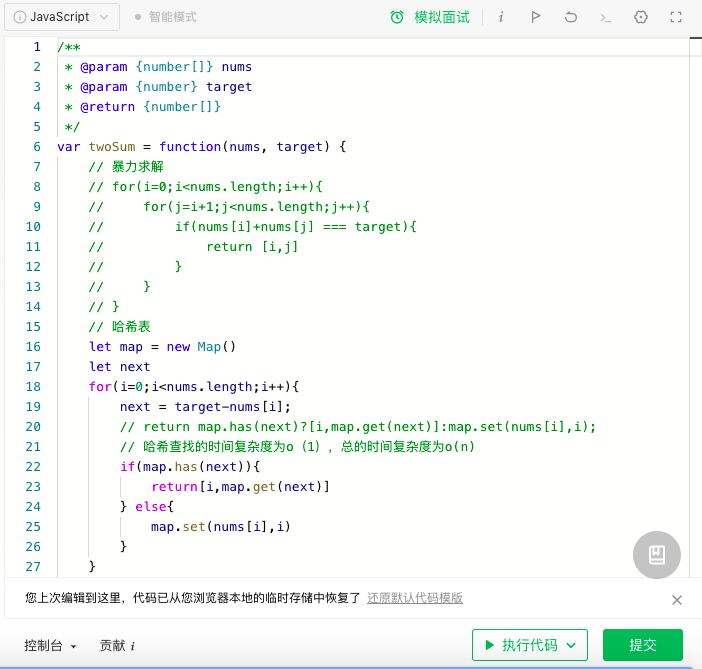 JavaScript 智能模式 模拟面试 i
1 /**
2  * @param {number[]} nums
3  * @param {number} target
4  * @return {number[]}
5  */
6 var twoSum = function(nums, target) {
7     // 暴力求解
8     // for(i=0;i<nums.length;i++){
9     //     for(j=i+1;j<nums.length;j++){
10     //         if(nums[i]+nums[j] === target){
11     //             return [i,j]
12     //         }
13     //     }
14     // }
15     // 哈希表
16     let map = new Map()
17     let next
18     for(i=0;i<nums.length;i++){
19         next = target-nums[i];
20         // return map.has(next)?[i,map.get(next)]:map.set(nums[i],i);
21         // 哈希查找的时间复杂度为o（1），总的时间复杂度为o(n)
22         if(map.has(next)){
23             return[i,map.get(next)]
24         } else{
25             map.set(nums[i],i)
26         }
27     }
您上次编辑到这里，代码已从您浏览器本地的临时存储中恢复了 还原默认代码模版
控制台 贡献 i 执行代码 提交